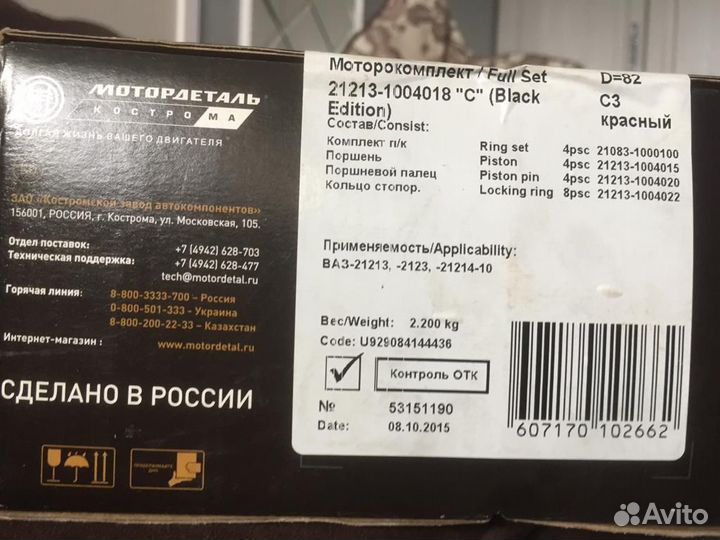 МОТОРДЕТАЛЬ
КОСТРОМА
ДОЛГАЯ ЖИЗНЬ ВАШЕГО ДВИГАТЕЛЯ
ЗАО «Костромской завод автокомпонентов»
156001, РОССИЯ, г. Кострома, ул. Московская, 105.
Отдел поставок: +7 (4942) 628-703
Техническая поддержка: +7 (4942) 628-477
tech@motordetal.ru
Горячая линия: 8-800-3333-700 – Россия
0-800-501-333 - Украина
8-800-200-22-33 – Казахстан
Интернет-магазин : www.motordetal.ru
СДЕЛАНО В РОССИИ
ПРИДЕРЖИВАЙТЕ ДНО
Моторокомплект / Full Set D=82
21213-1004018 "C" (Black Edition) C3
красный
Состав/Consist:
Комплект п/к Ring set 4psc 21083-1000100
Поршень Piston 4psc 21213-1004015
Поршневой палец Piston pin 4psc 21213-1004020
Кольцо стопор. Locking ring 8psc 21213-1004022
Применяемость/Applicability:
ВАЗ-21213, -2123, -21214-10
Вес/Weight: 2.200 kg
Code: U929084144436
Контроль ОТК
№ 53151190
Date: 08.10.2015
607170 102662
Avito